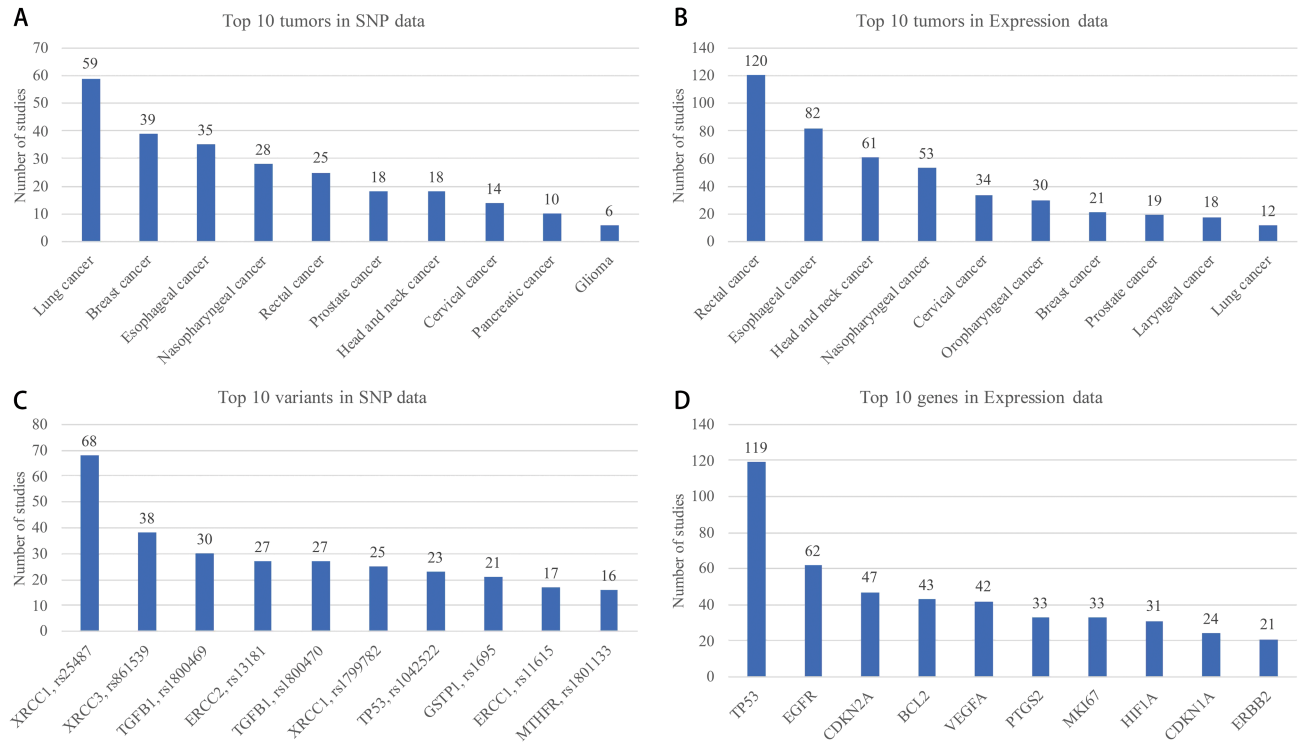 A
Top 10 tumors in SNP data
Number of studies
70
60
50
40
30
20
10
0
59
39
35
28
25
18
18
14
10
6
Lung cancer
Breast cancer
Esophageal cancer
Nasopharyngeal cancer
Rectal cancer
Prostate cancer
Head and neck cancer
Cervical cancer
Pancreatic cancer
Glioma
B
Top 10 tumors in Expression data
Number of studies
140
120
100
80
60
40
20
0
120
82
61
53
34
30
21
19
18
12
Rectal cancer
Esophageal cancer
Head and neck cancer
Nasopharyngeal cancer
Cervical cancer
Oropharyngeal cancer
Breast cancer
Prostate cancer
Laryngeal cancer
Lung cancer
C
Top 10 variants in SNP data
Number of studies
80
70
60
50
40
30
20
10
0
68
38
30
27
27
25
23
21
17
16
XRCC1, rs25487
XRCC3, rs861539
TGFB1, rs1800469
ERCC2, rs13181
TGFB1, rs1800470
XRCC1, rs1799782
TP53, rs1042522
GSTP1, rs1695
ERCC1, rs11615
MTHFR, rs1801133
D
Top 10 genes in Expression data
Number of studies
140
120
100
80
60
40
20
0
119
62
47
43
42
33
33
31
24
21
TP53
EGFR
CDKN2A
BCL2
VEGFA
PTGS2
MKI67
HIF1A
CDKN1A
ERBB2